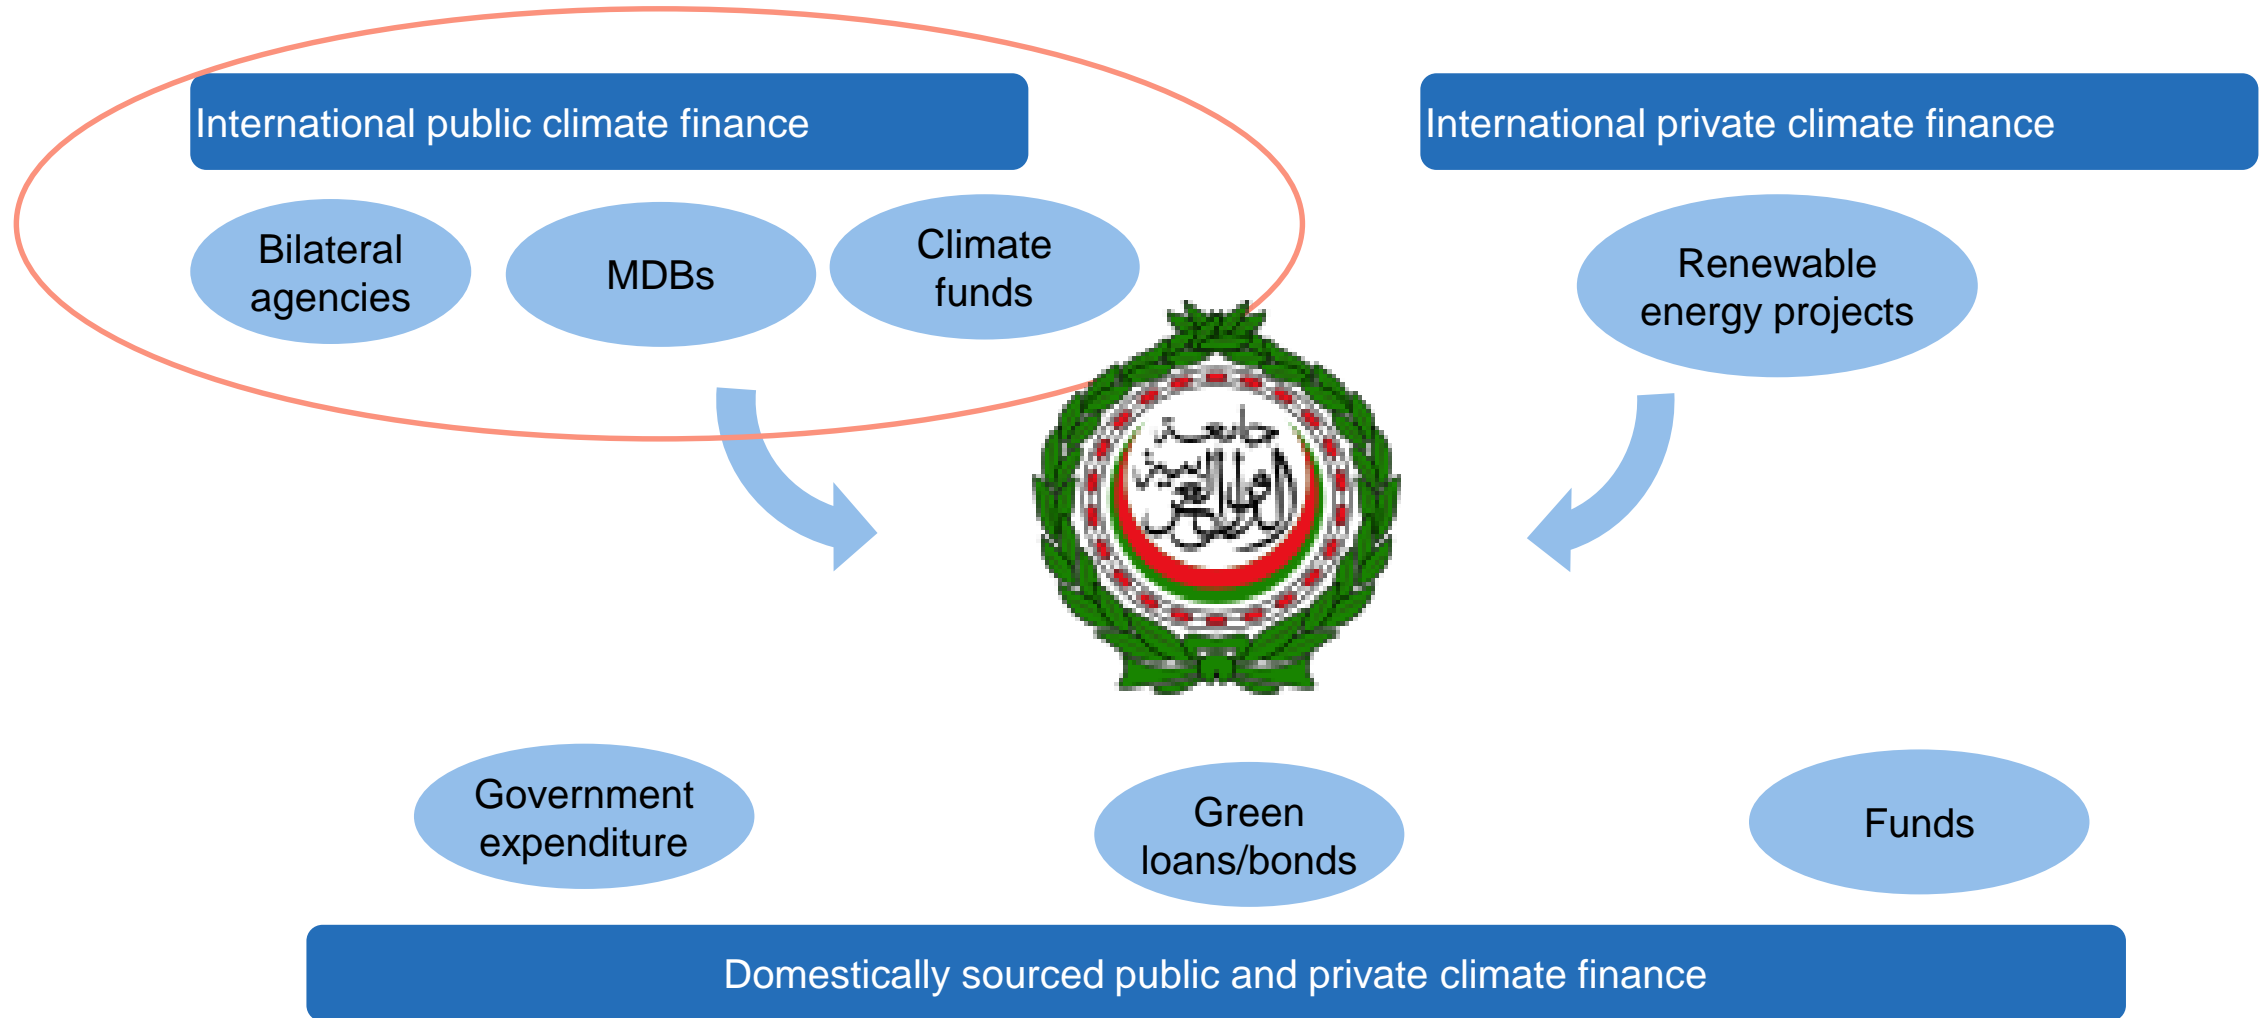 International public climate finance
International private climate finance
Bilateral
agencies
MDBs
Climate
funds
Renewable
energy projects
جامعة
الدول العربية
Government
expenditure
Green
loans/bonds
Funds
Domestically sourced public and private climate finance